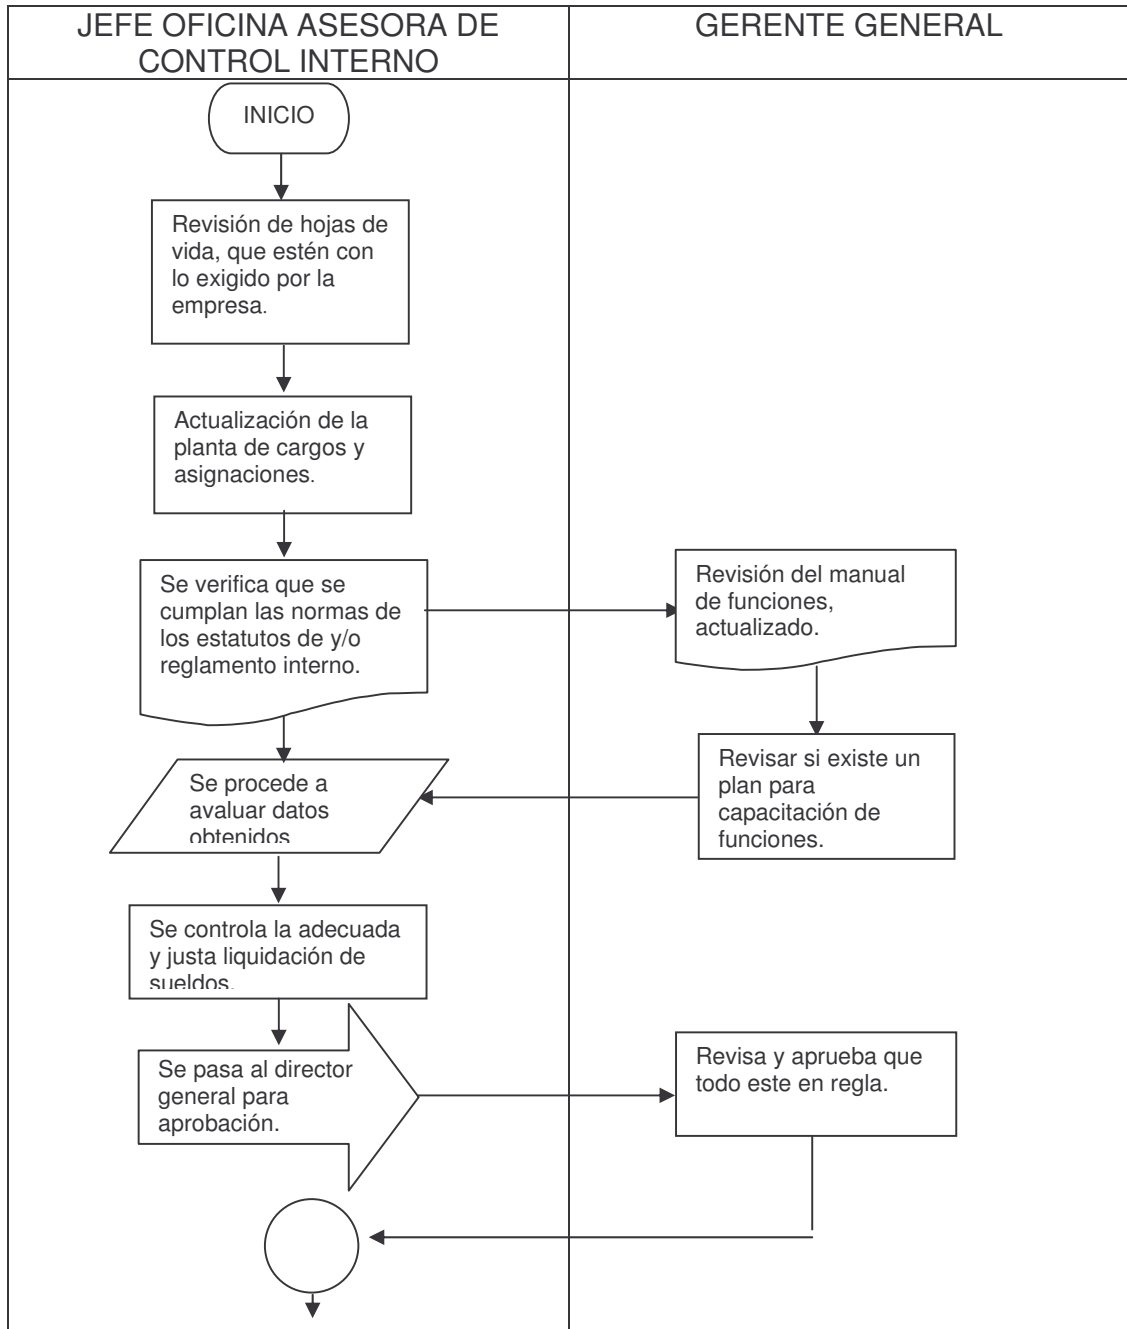 JEFE OFICINA ASESORA DE
CONTROL INTERNO
GERENTE GENERAL
INICIO
Revisión de hojas de
vida, que estén con
lo exigido por la
empresa.
Actualización de la
planta de cargos y
asignaciones.
Se verifica que se
cumplan las normas de
los estatutos de y/o
reglamento interno.
Revisión del manual
de funciones,
actualizado.
Revisar si existe un
plan para
capacitación de
funciones.
Se procede a
avaluar datos
obtenidos
Se controla la adecuada
y justa liquidación de
sueldos.
Se pasa al director
general para
aprobación.
Revisa y aprueba que
todo este en regla.